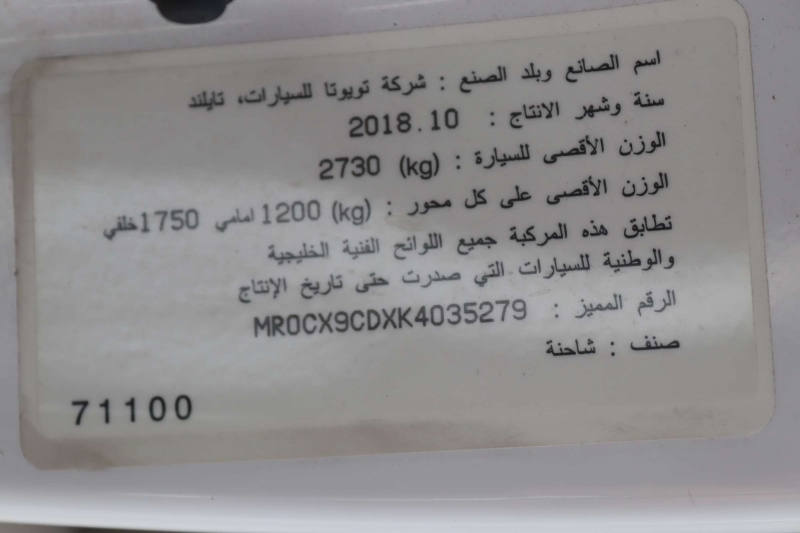 اسم الصانع وبلد الصنع : شركة تويوتا للسيارات، تايلند
سنة وشهر الانتاج : 2018.10
الوزن الأقصى للسيارة : (kg) 2730
الوزن الأقصى على كل محور : (kg) 1200 امامي 1750 خلفي
تطابق هذه المركبة جميع اللوائح الفنية الخليجية
والوطنية للسيارات التي صدرت حتى تاريخ الإنتاج
الرقم المميز : MR0CX9CDXK4035279
صنف : شاحنة
71100